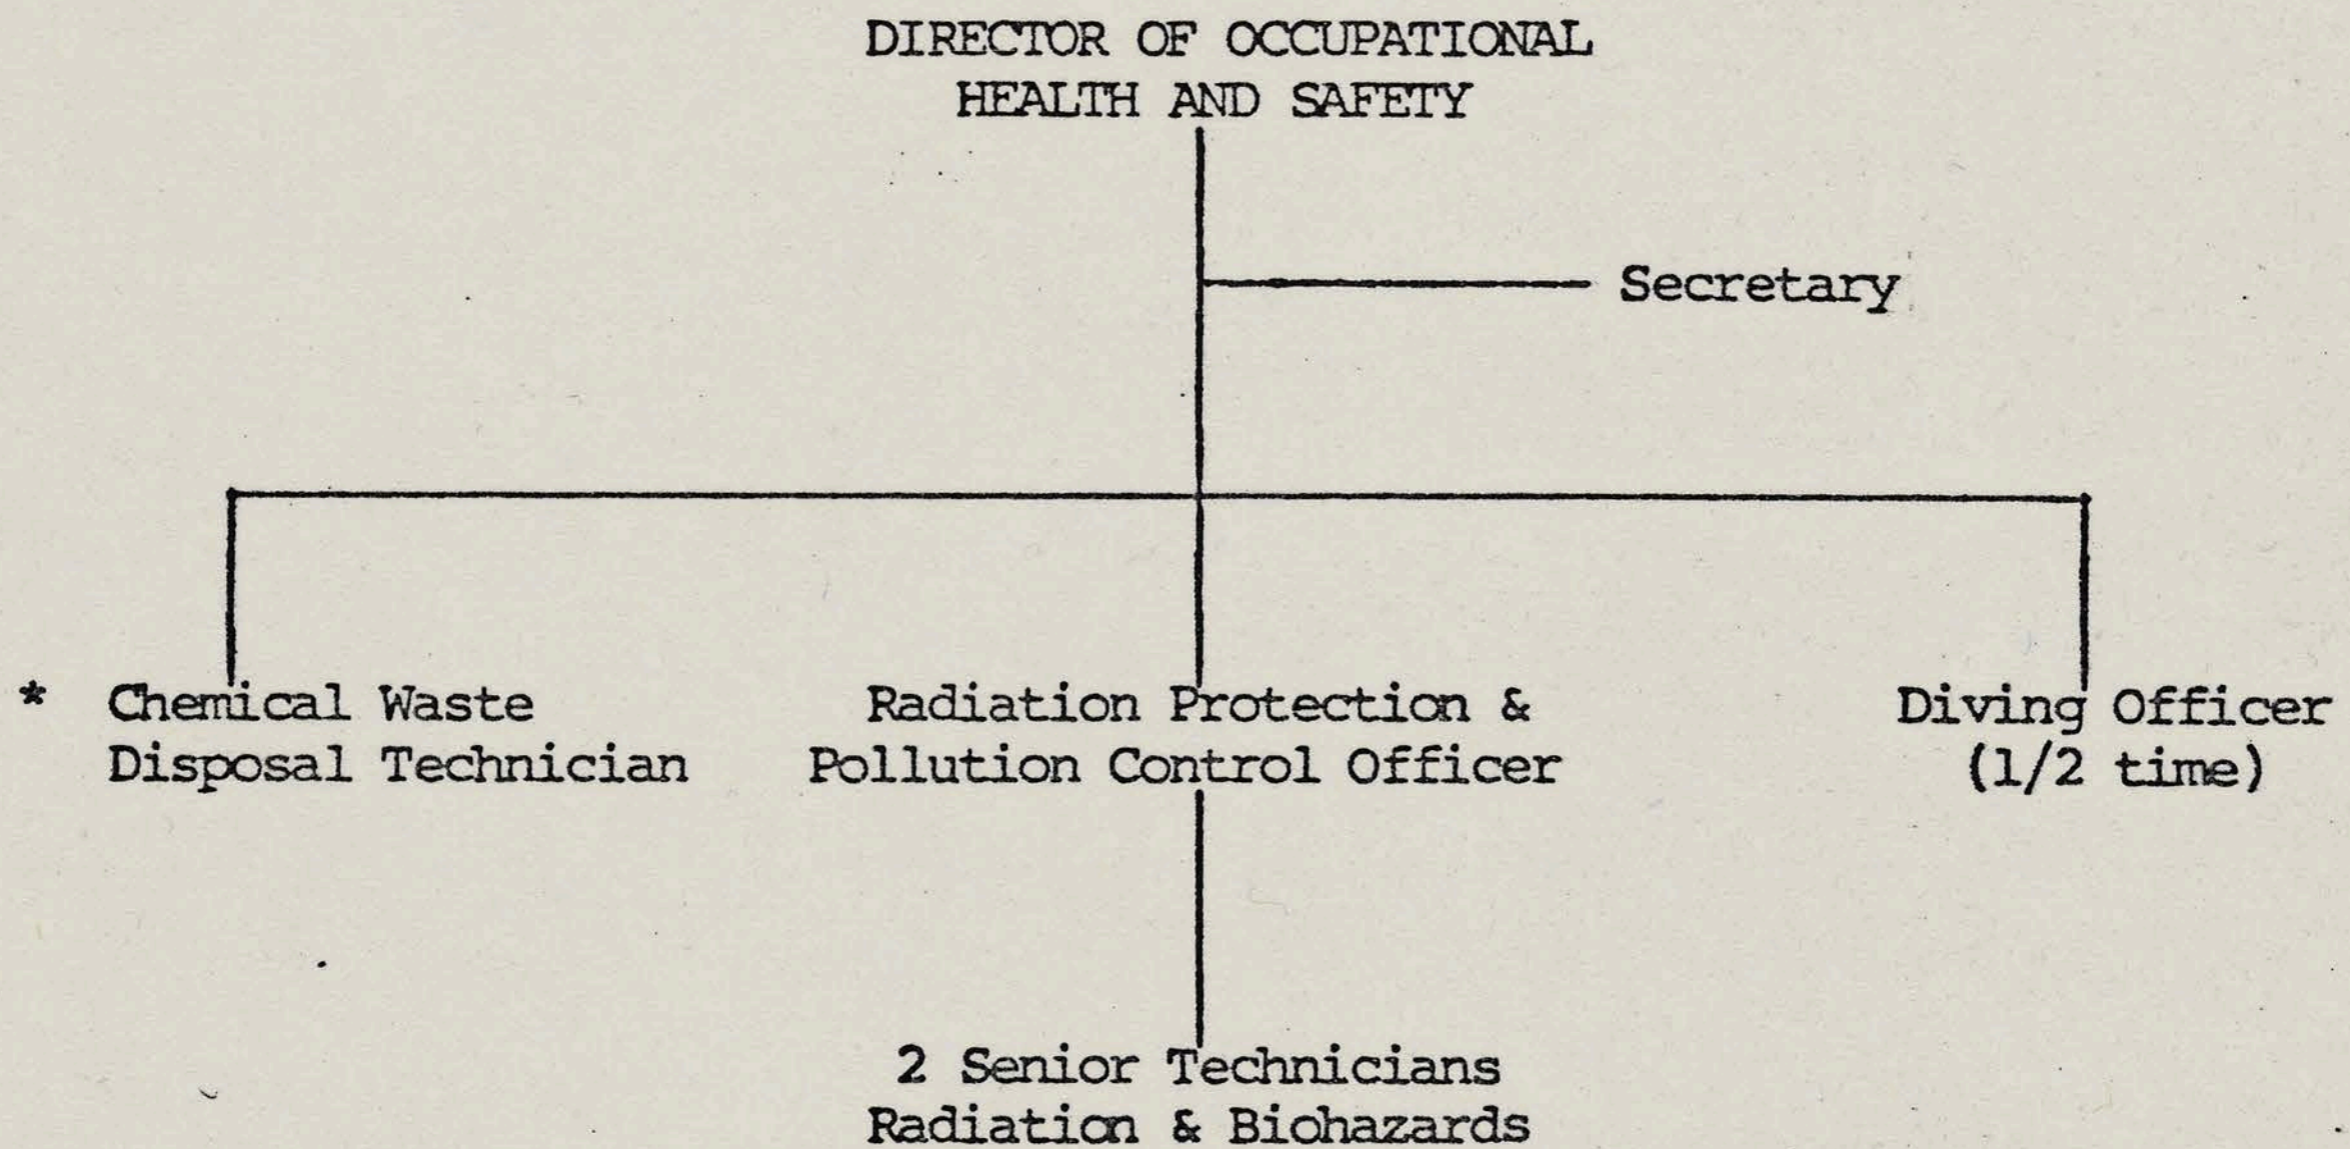 DIRECTOR OF OCCUPATIONAL
HEALTH AND SAFETY
Secretary
* Chemical Waste
Disposal Technician
Radiation Protection &
Pollution Control Officer
Diving Officer
(1/2 time)
2 Senior Technicians
Radiation & Biohazards